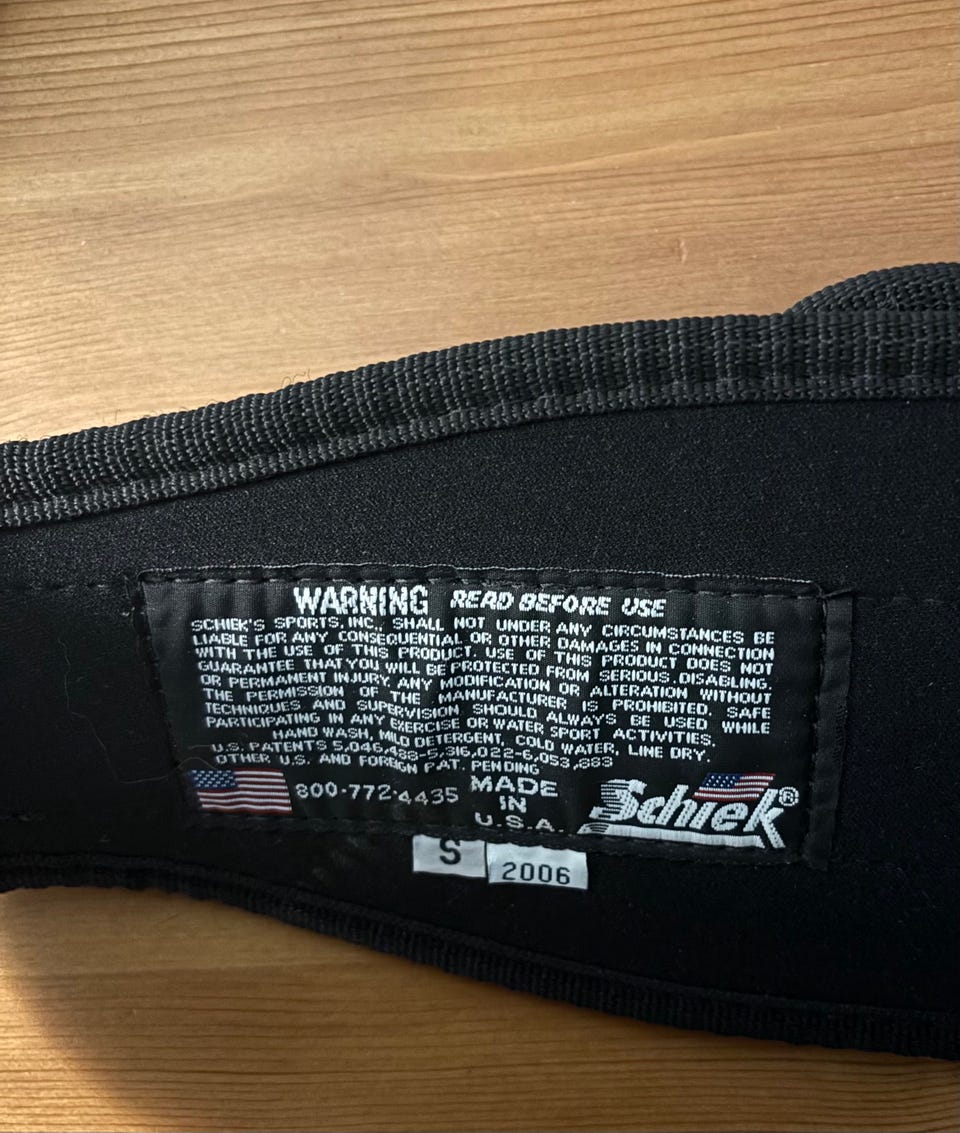 WARNING READ BEFORE USE
SCHIEK'S SPORTS, INC., SHALL NOT UNDER ANY CIRCUMSTANCES BE
LIABLE FOR ANY CONSEQUENTIAL OR OTHER DAMAGES IN CONNECTION
WITH THE USE OF THIS PRODUCT. USE OF THIS PRODUCT DOES NOT
GUARANTEE THAT YOU WILL BE PROTECTED FROM SERIOUS, DISABLING,
OR PERMANENT INJURY. ANY MODIFICATION OR ALTERATION WITHOUT
THE PERMISSION OF THE MANUFACTURER IS PROHIBITED. SAFE
TECHNIQUES AND SUPERVISION SHOULD ALWAYS BE USED WHILE
PARTICIPATING IN ANY EXERCISE OR WATER SPORT ACTIVITIES.
HAND WASH, MILD DETERGENT, COLD WATER, LINE DRY.
U.S. PATENTS 5,046,488-5,316,022-6,053,883
OTHER U.S. AND FOREIGN PAT. PENDING
800-772-4435
MADE
IN
U.S.A.
Schiek®
S
2006